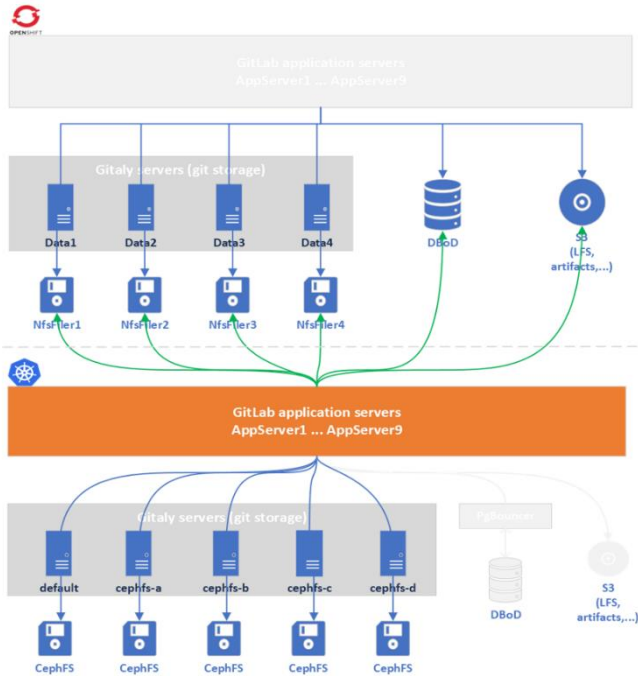 OPENSHIFT
GitLab application servers
AppServer1 ... AppServer9
Gitaly servers (git storage)
Data1 Data2 Data3 Data4
DBoD
S3
(LFS,
artifacts,...)
NfsFiler1 NfsFiler2 NfsFiler3 NfsFiler4
GitLab application servers
AppServer1 ... AppServer9
Gitaly servers (git storage)
PgBouncer
default cephfs-a cephfs-b cephfs-c cephfs-d
DBoD
S3
(LFS,
artifacts,...)
CephFS CephFS CephFS CephFS CephFS